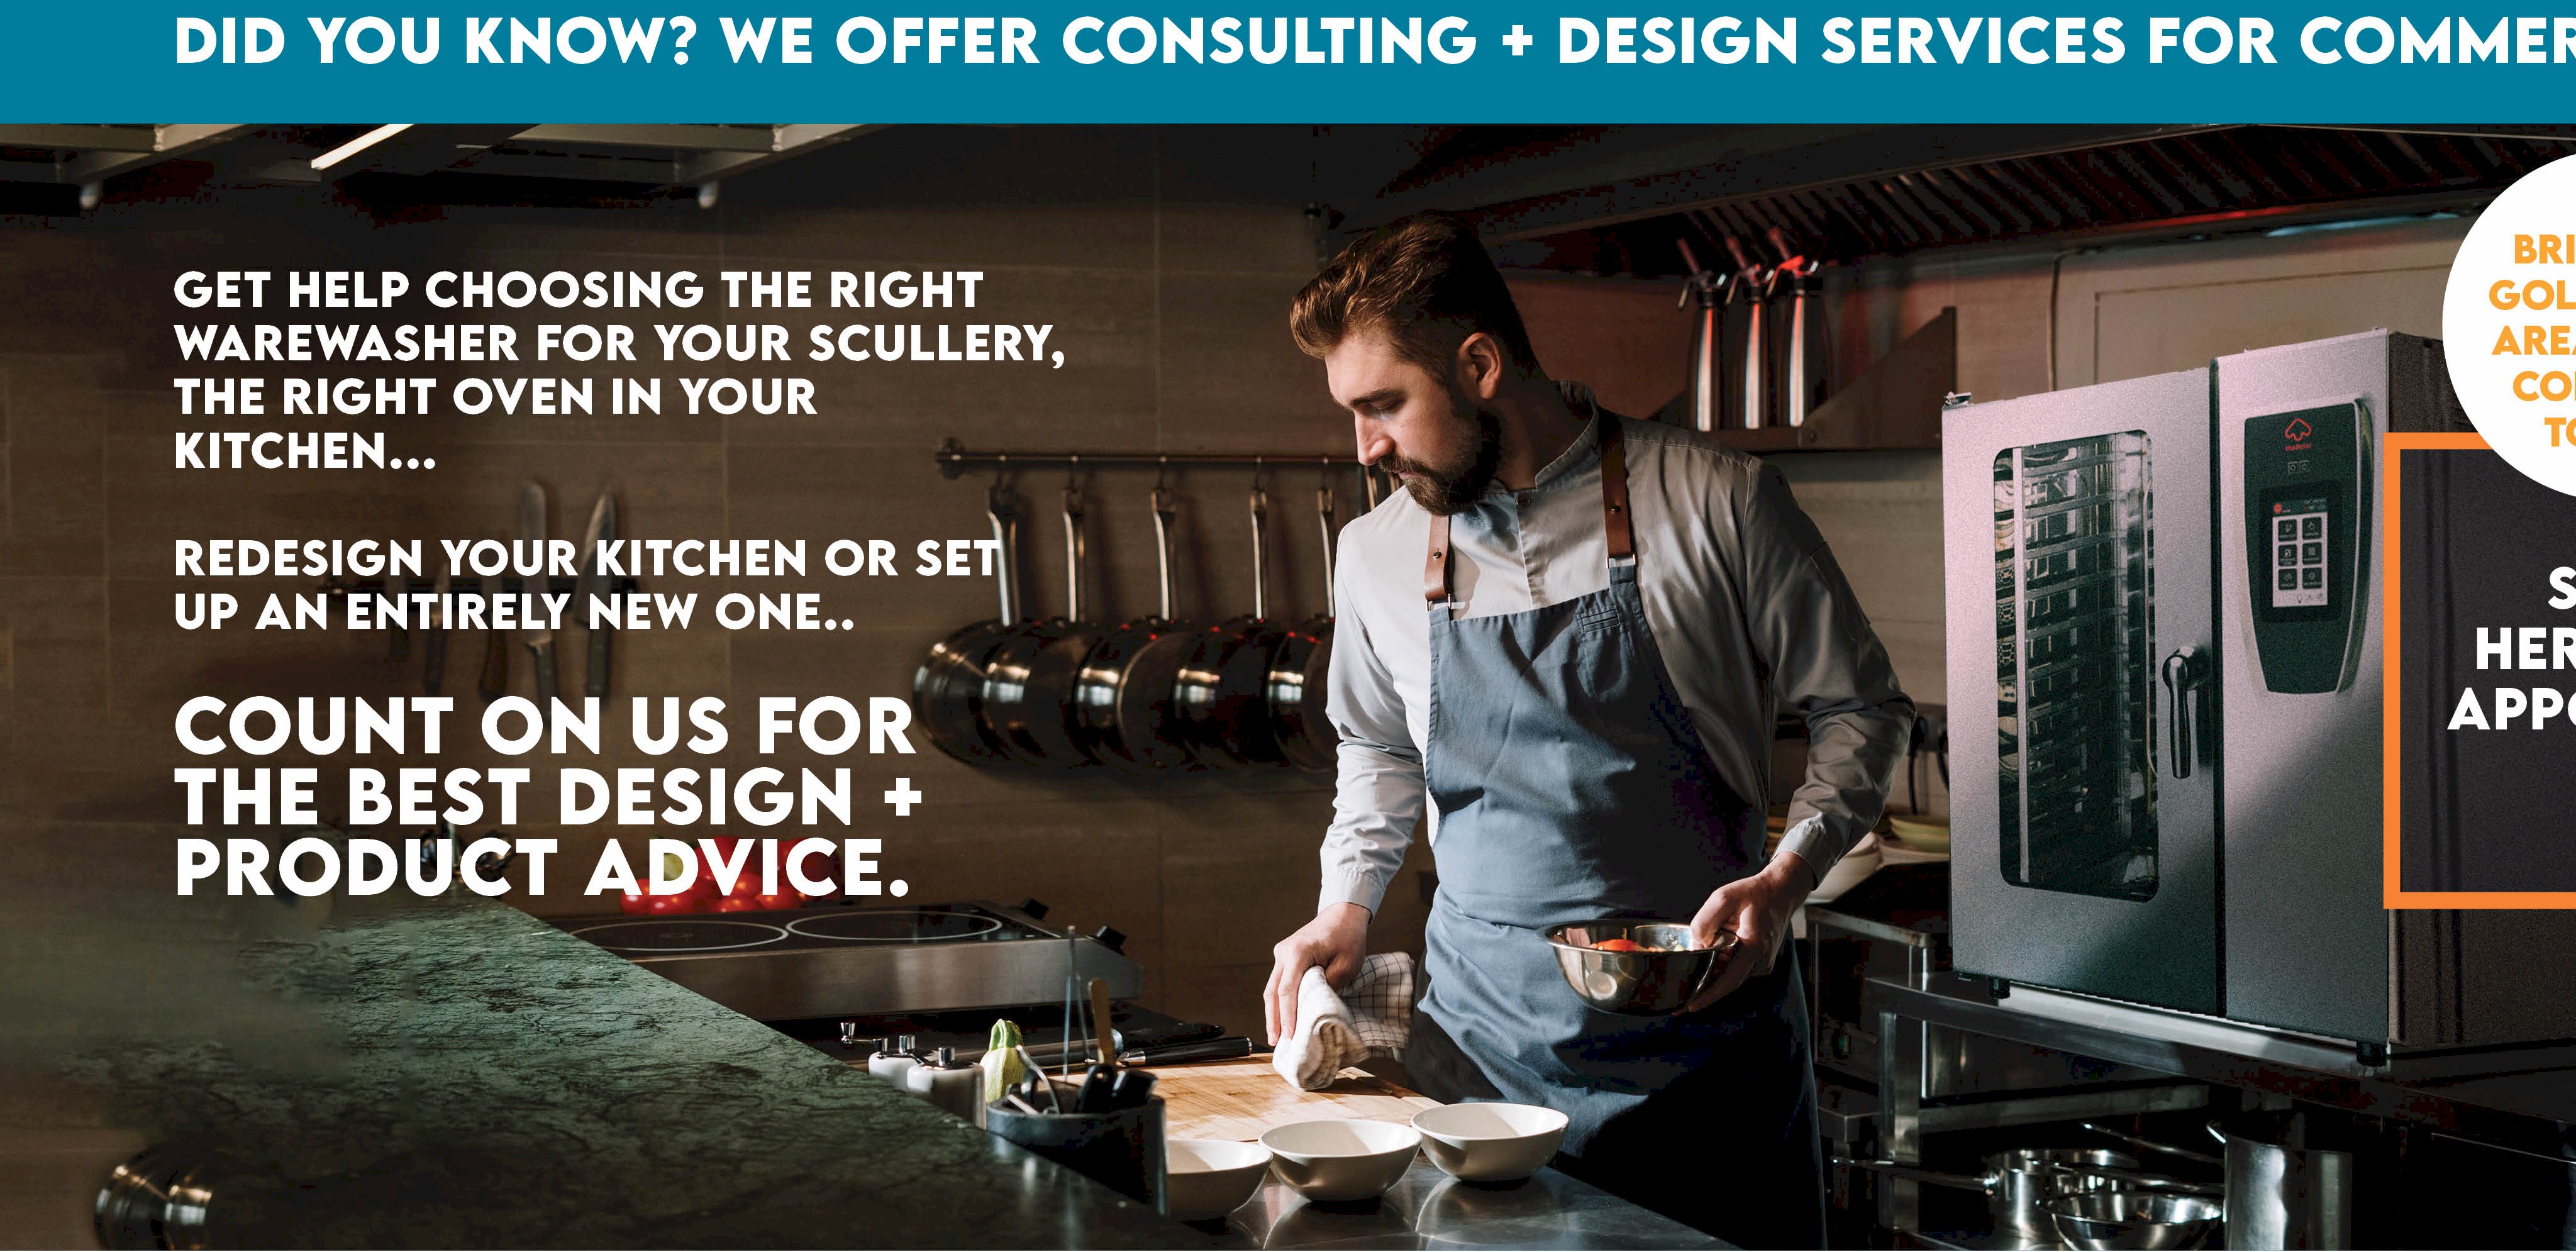 DID YOU KNOW? WE OFFER CONSULTING + DESIGN SERVICES FOR
GET HELP CHOOSING THE RIGHT
WAREWASHER FOR YOUR SCULLERY,
THE RIGHT OVEN IN YOUR
KITCHEN...
REDESIGN YOUR KITCHEN OR SET
UP AN ENTIRELY NEW ONE..
COUNT ON US FOR
THE BEST DESIGN +
PRODUCT ADVICE.